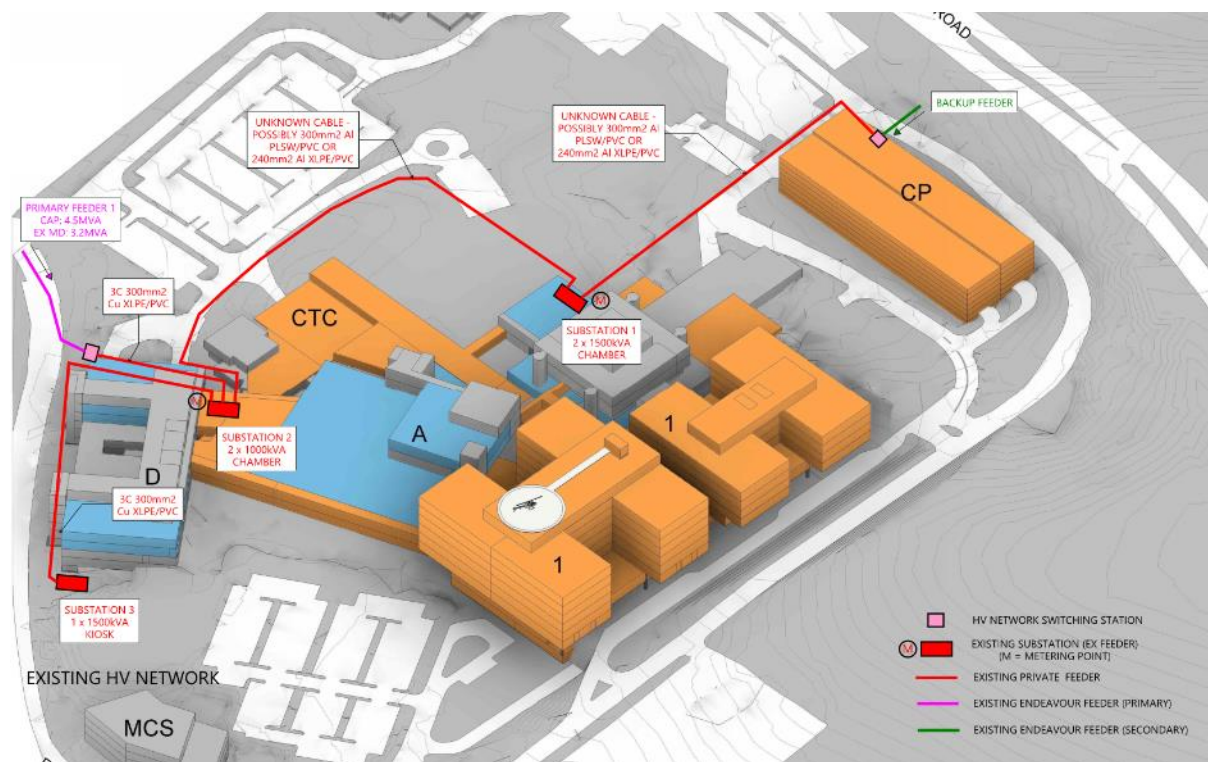 ROAD
BACKUP FEEDER
UNKNOWN CABLE -
POSSIBLY 300mm2 Al
PLSW/PVC OR
240mm2 Al XLPE/PVC
UNKNOWN CABLE -
POSSIBLY 300mm2 Al
PLSW/PVC OR
240mm2 Al XLPE/PVC
CP
PRIMARY FEEDER 1
CAP: 4.5MVA
EX MD: 3.2MVA
3C 300mm2
Cu XLPE/PVC
CTC
M
SUBSTATION 1
2 x 1500kVA
CHAMBER
M
SUBSTATION 2
2 x 1000kVA
CHAMBER
A
1
D
3C 300mm2
Cu XLPE/PVC
1
SUBSTATION 3
1 x 1500kVA
KIOSK
EXISTING HV NETWORK
MCS
HV NETWORK SWITCHING STATION
M
EXISTING SUBSTATION (EX FEEDER)
(M = METERING POINT)
EXISTING PRIVATE FEEDER
EXISTING ENDEAVOUR FEEDER (PRIMARY)
EXISTING ENDEAVOUR FEEDER (SECONDARY)